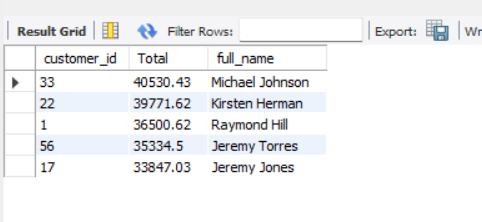 Result Grid Filter Rows: Export: Wr
customer_id Total full_name
33 40530.43 Michael Johnson
22 39771.62 Kirsten Herman
1 36500.62 Raymond Hill
56 35334.5 Jeremy Torres
17 33847.03 Jeremy Jones